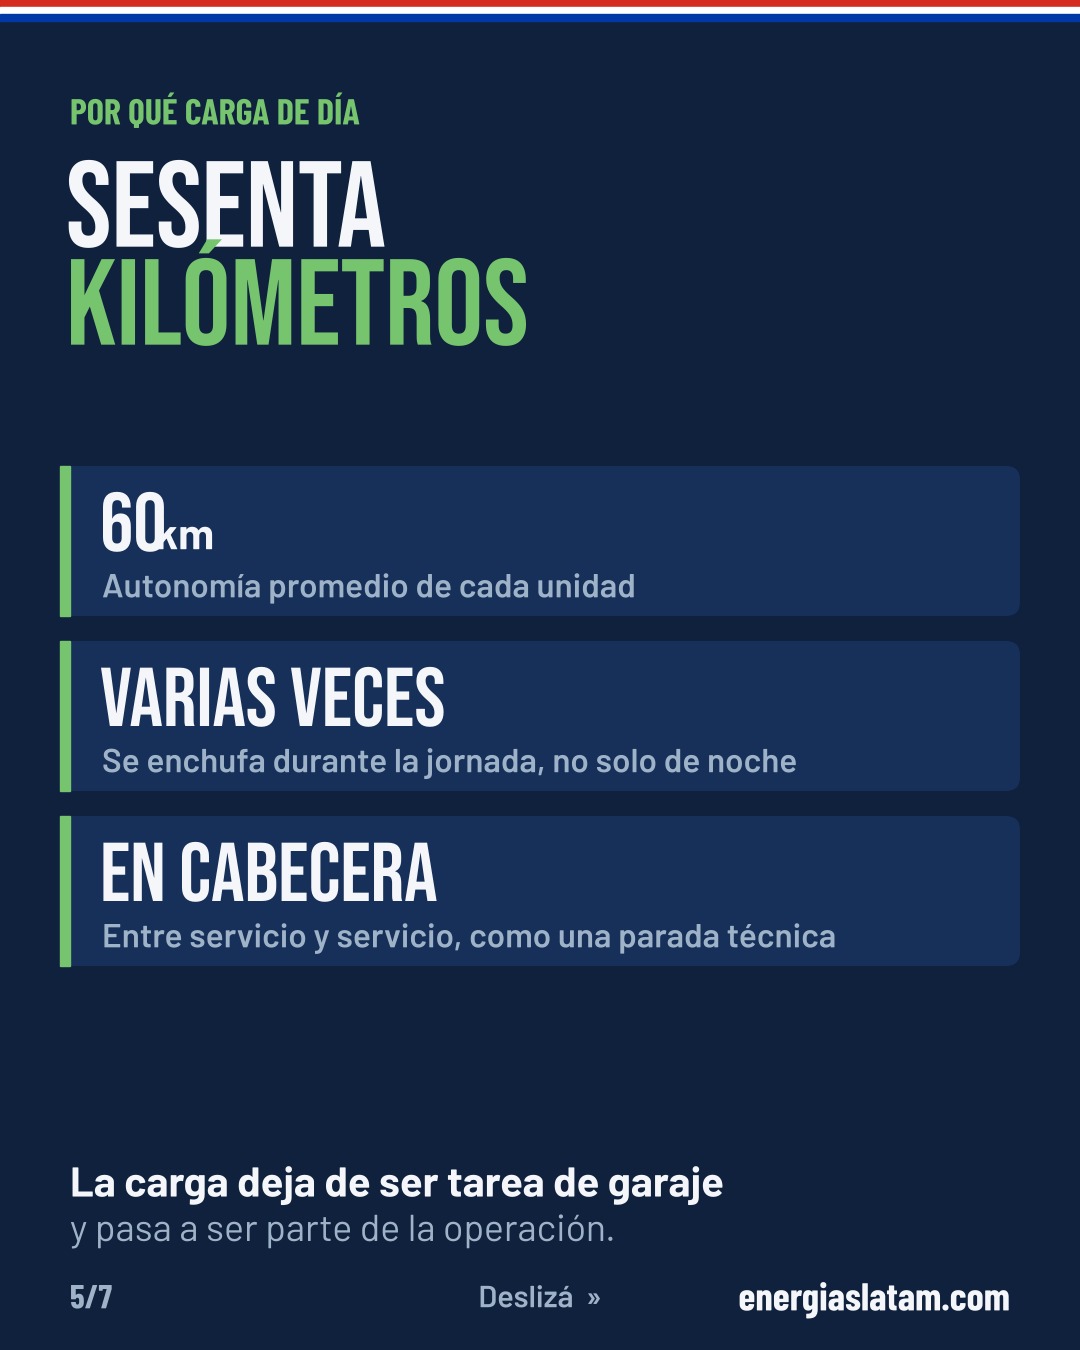 POR QUÉ CARGA DE DÍA
SESENTA
KILÓMETROS
60km
Autonomía promedio de cada unidad
VARIAS VECES
Se enchufa durante la jornada, no solo de noche
EN CABECERA
Entre servicio y servicio, como una parada técnica
La carga deja de ser tarea de garaje
y pasa a ser parte de la operación.
5/7
Deslizá »
energiaslatam.com